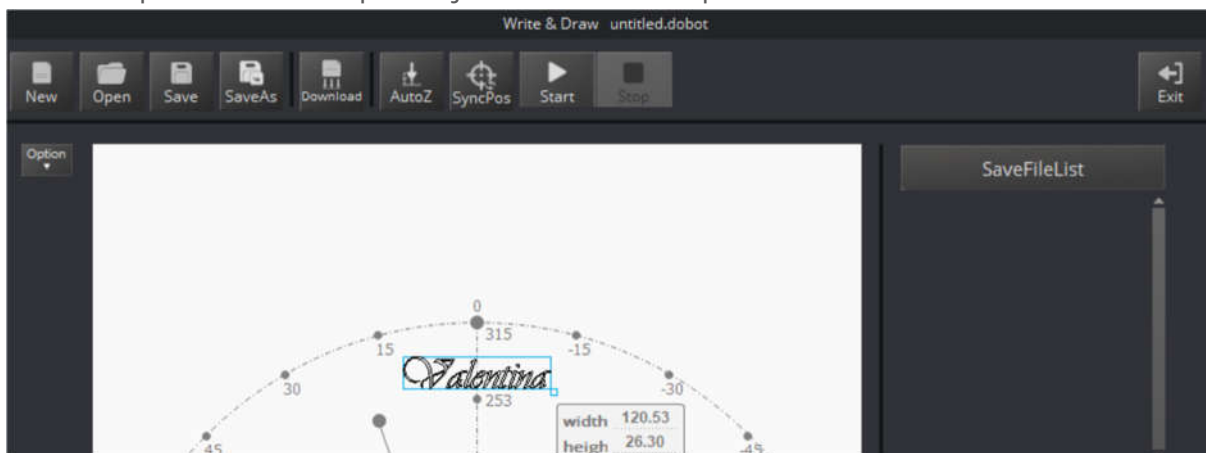 Write & Draw untitled.dobot
New Open Save SaveAs Download AutoZ SyncPos Start Stop Exit
Option
SaveFileList
0
315
15 -15
Valentina
30 -30
253
width 120.53
heigh 26.30
45 -45